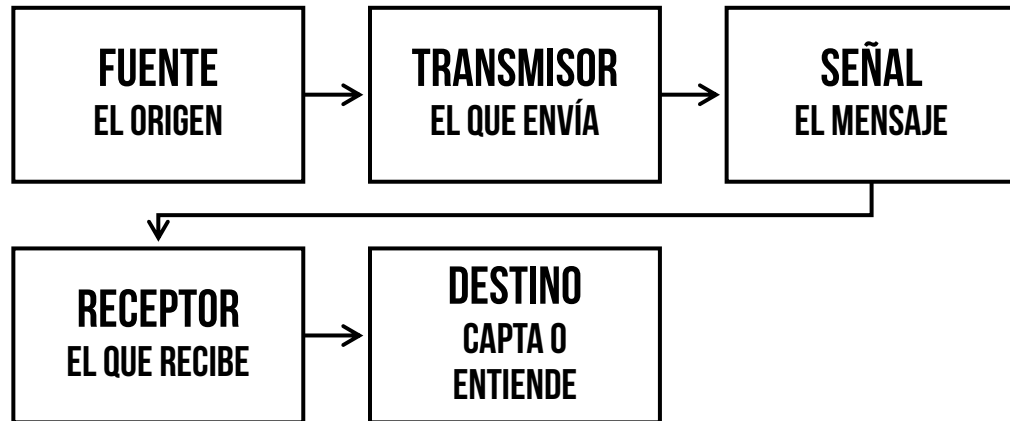 FUENTE
EL ORIGEN
TRANSMISOR
EL QUE ENVÍA
SEÑAL
EL MENSAJE
RECEPTOR
EL QUE RECIBE
DESTINO
CAPTA O
ENTIENDE